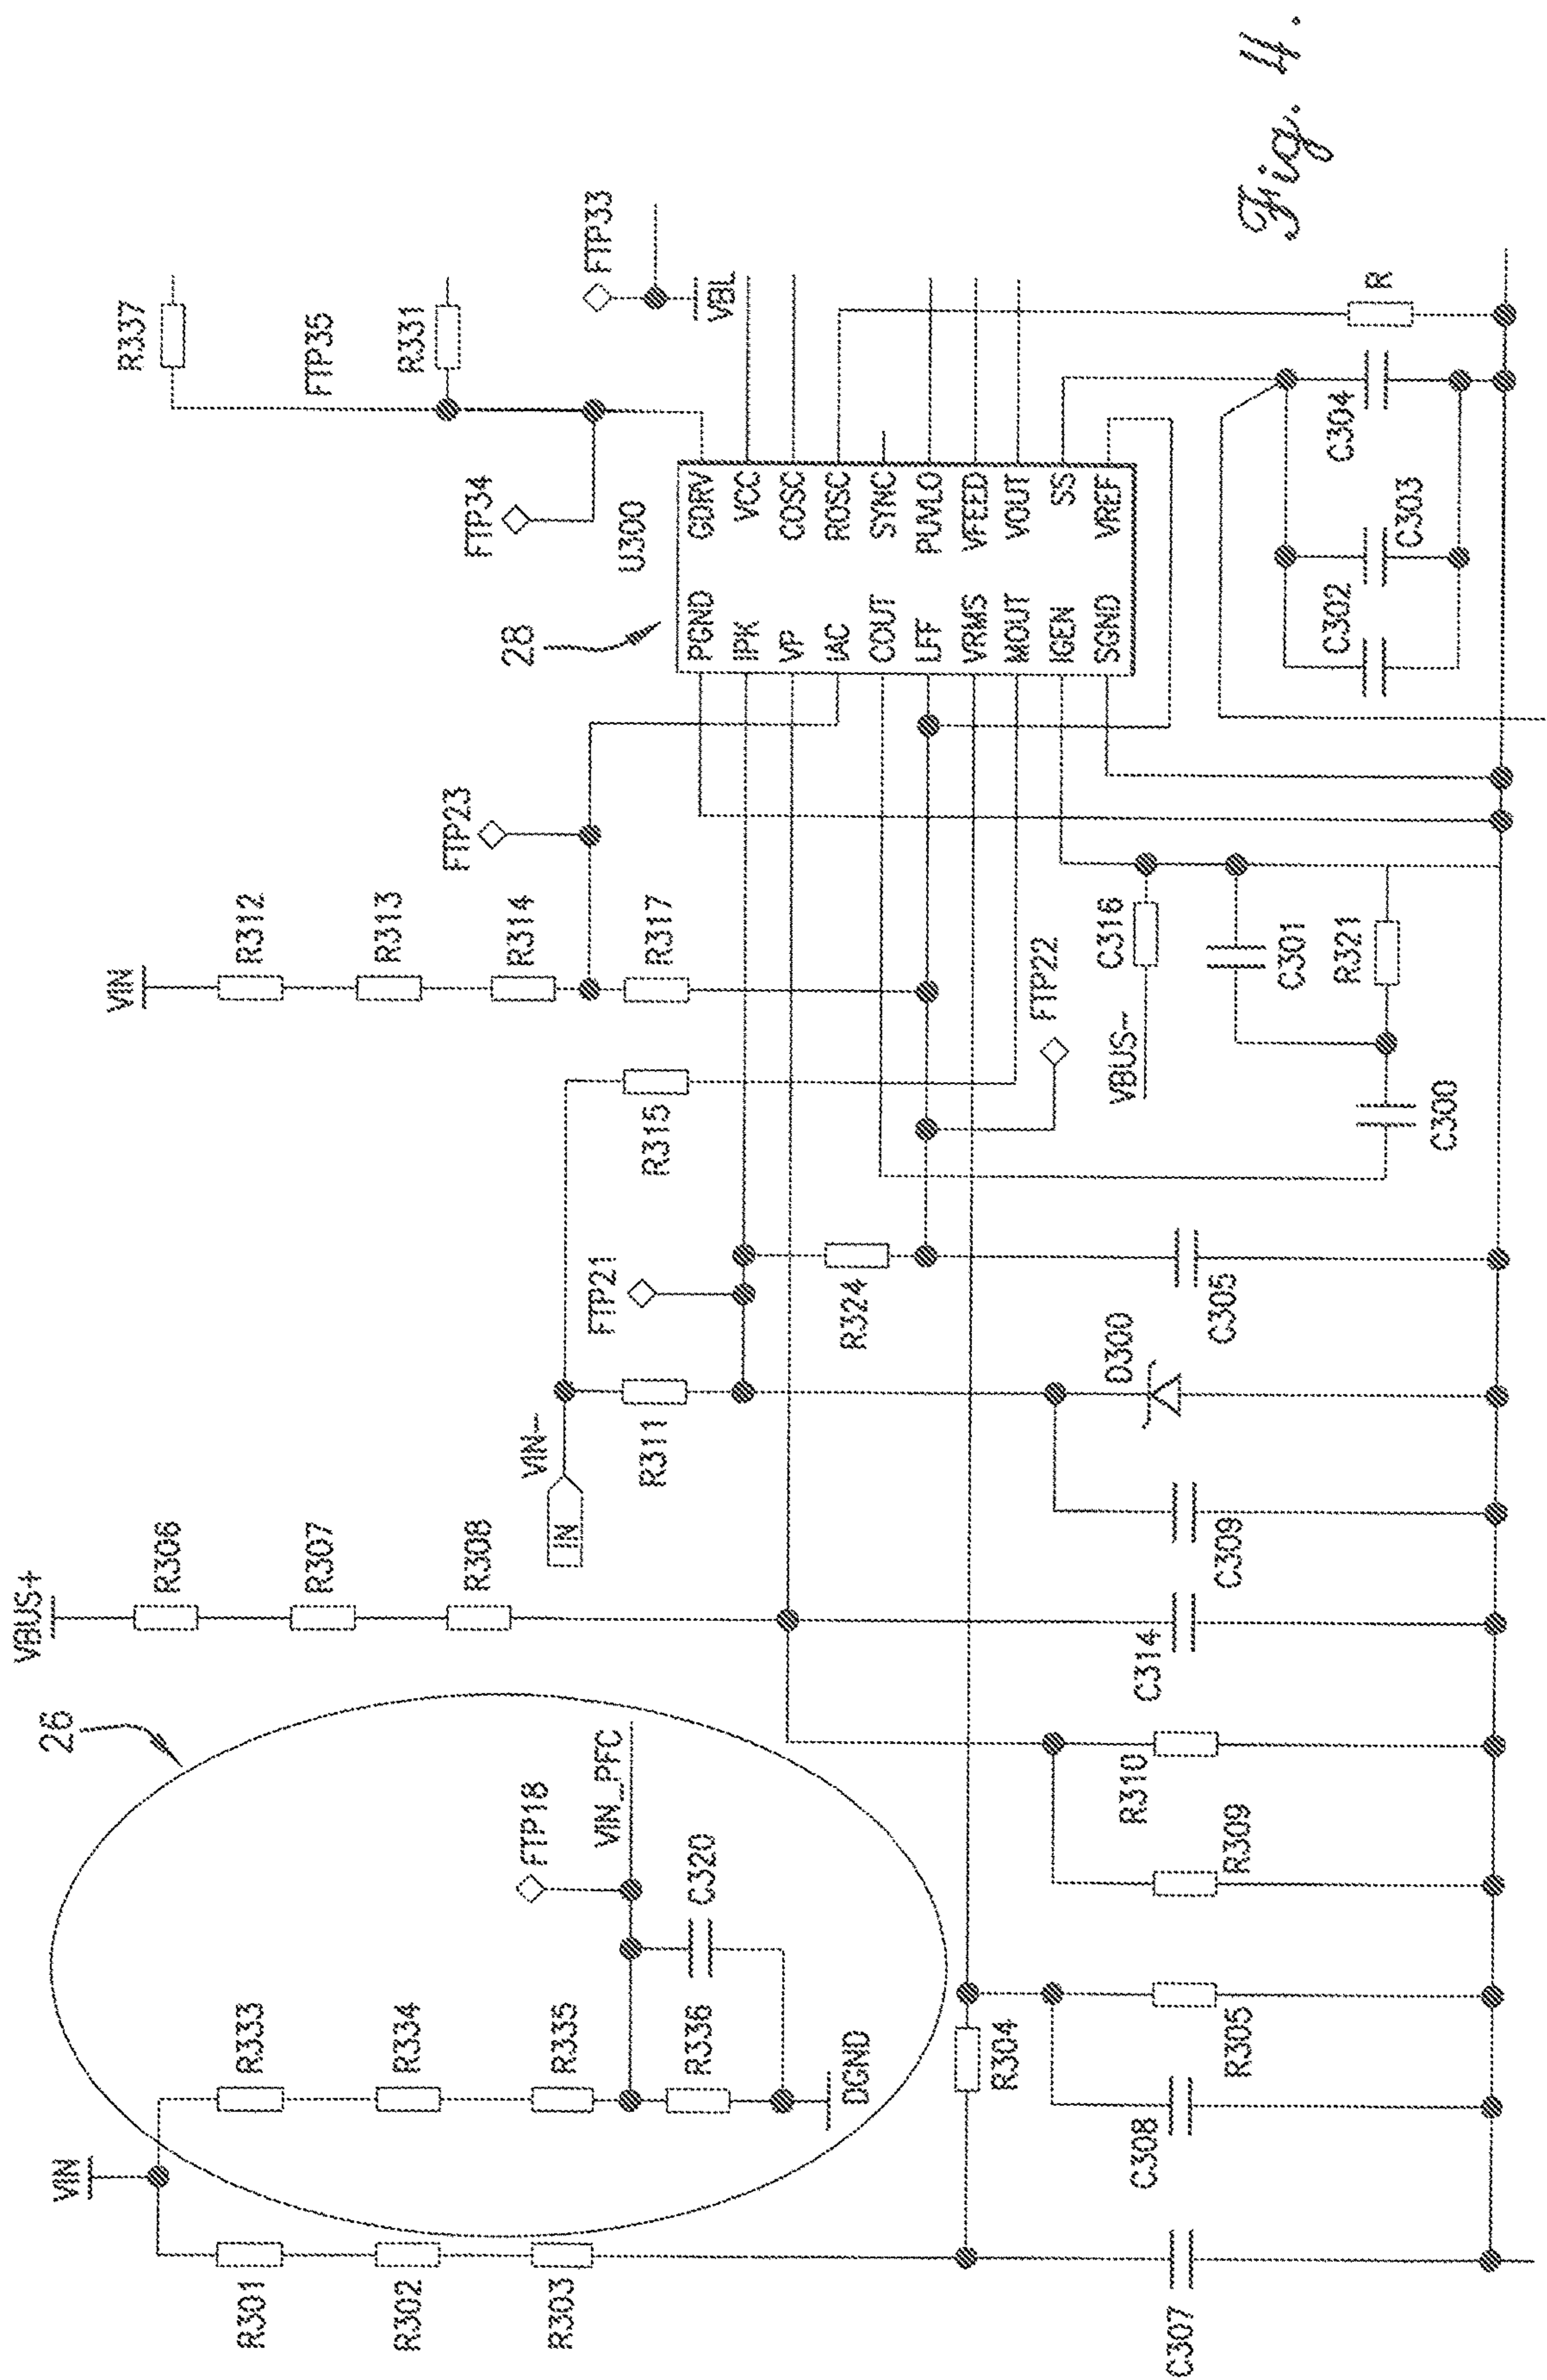 VIN
R301
R302
R303
R333
R334
R335
R336
C320
DGND
FTP18
VIN_PFC
26
VBUS+
R306
R307
R308
IN
VIN-
R311
FTP21
R315
VIN
R312
R313
R314
R317
FTP23
28
U300
FTP34
R337
FTP35
R331
FTP33
VBL
PGND
IPK
VP
IAC
COUT
LFF
VRMS
MOUT
IGEN
SGND
GDRV
VCC
COSC
ROSC
SYNC
PUVLO
VFEED
VOUT
SS
VREF
C307
R304
C308
R305
R309
R310
C314
C309
D300
R324
C305
FTP22
VBUS-
C316
C301
R321
C300
C302
C303
C304
R
Fig. 4.